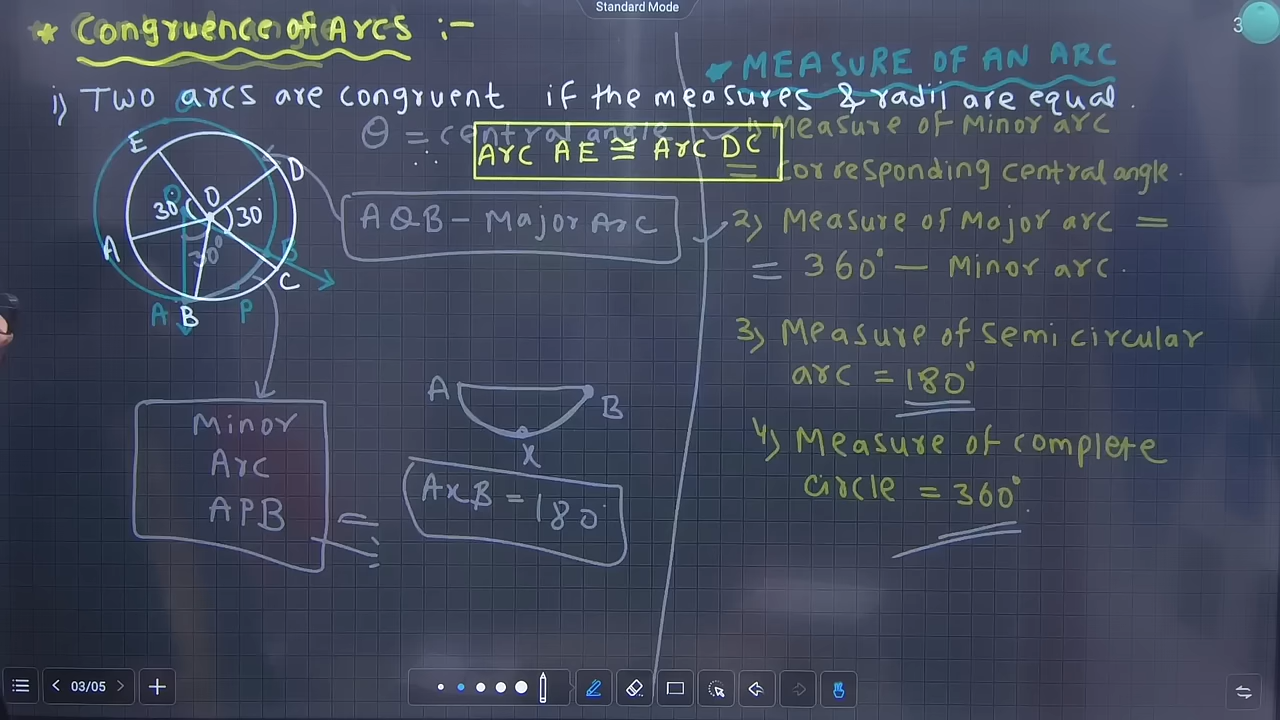 Standard Mode
* Congruence of Arcs :-
3
* MEASURE OF AN ARC
i) Two arcs are congruent if the measures & radii are equal.
θ = central angle
∴ Arc AE ≅ Arc DC
E
D
O
30°
30°
A
30°
B
C
A B
P
AQB - Major Arc
Minor
Arc
APB
A
B
X
AXB = 180°
1) Measure of Minor arc
= corresponding central angle.
2) Measure of Major arc =
= 360° - Minor arc.
3) Measure of semi circular
arc = 180°
4) Measure of complete
circle = 360°.
03/05